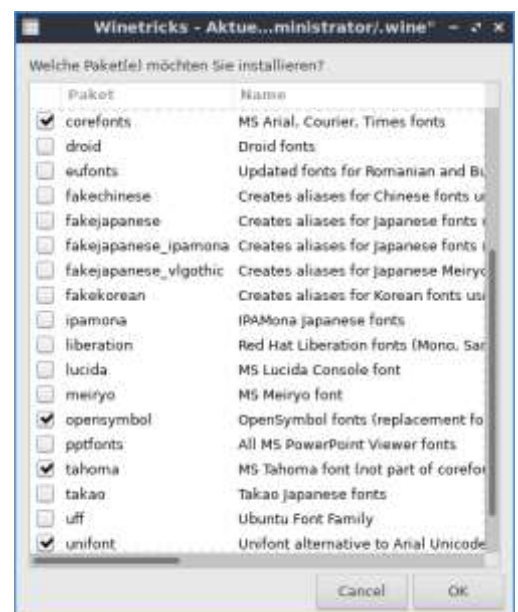 Winetricks - Aktue...ministrator/.wine"
Welche Paket(e) möchten Sie installieren?
Paket Name
corefonts MS Arial, Courier, Times fonts
droid Droid fonts
eufonts Updated fonts for Romanian and Bu
fakechinese Creates aliases for Chinese fonts u
fakejapanese Creates aliases for Japanese fonts
fakejapanese_ipamona Creates aliases for Japanese fonts
fakejapanese_vlgothic Creates aliases for Japanese Meiryo
fakekorean Creates aliases for Korean fonts us
ipamona IPAMona Japanese fonts
liberation Red Hat Liberation fonts (Mono, San
lucida MS Lucida Console font
meiryo MS Meiryo font
opensymbol OpenSymbol fonts (replacement fo
pptfonts All MS PowerPoint Viewer fonts
tahoma MS Tahoma font (not part of corefon
takao Takao Japanese fonts
uff Ubuntu Font Family
unifont Unifont alternative to Arial Unicode
Cancel OK